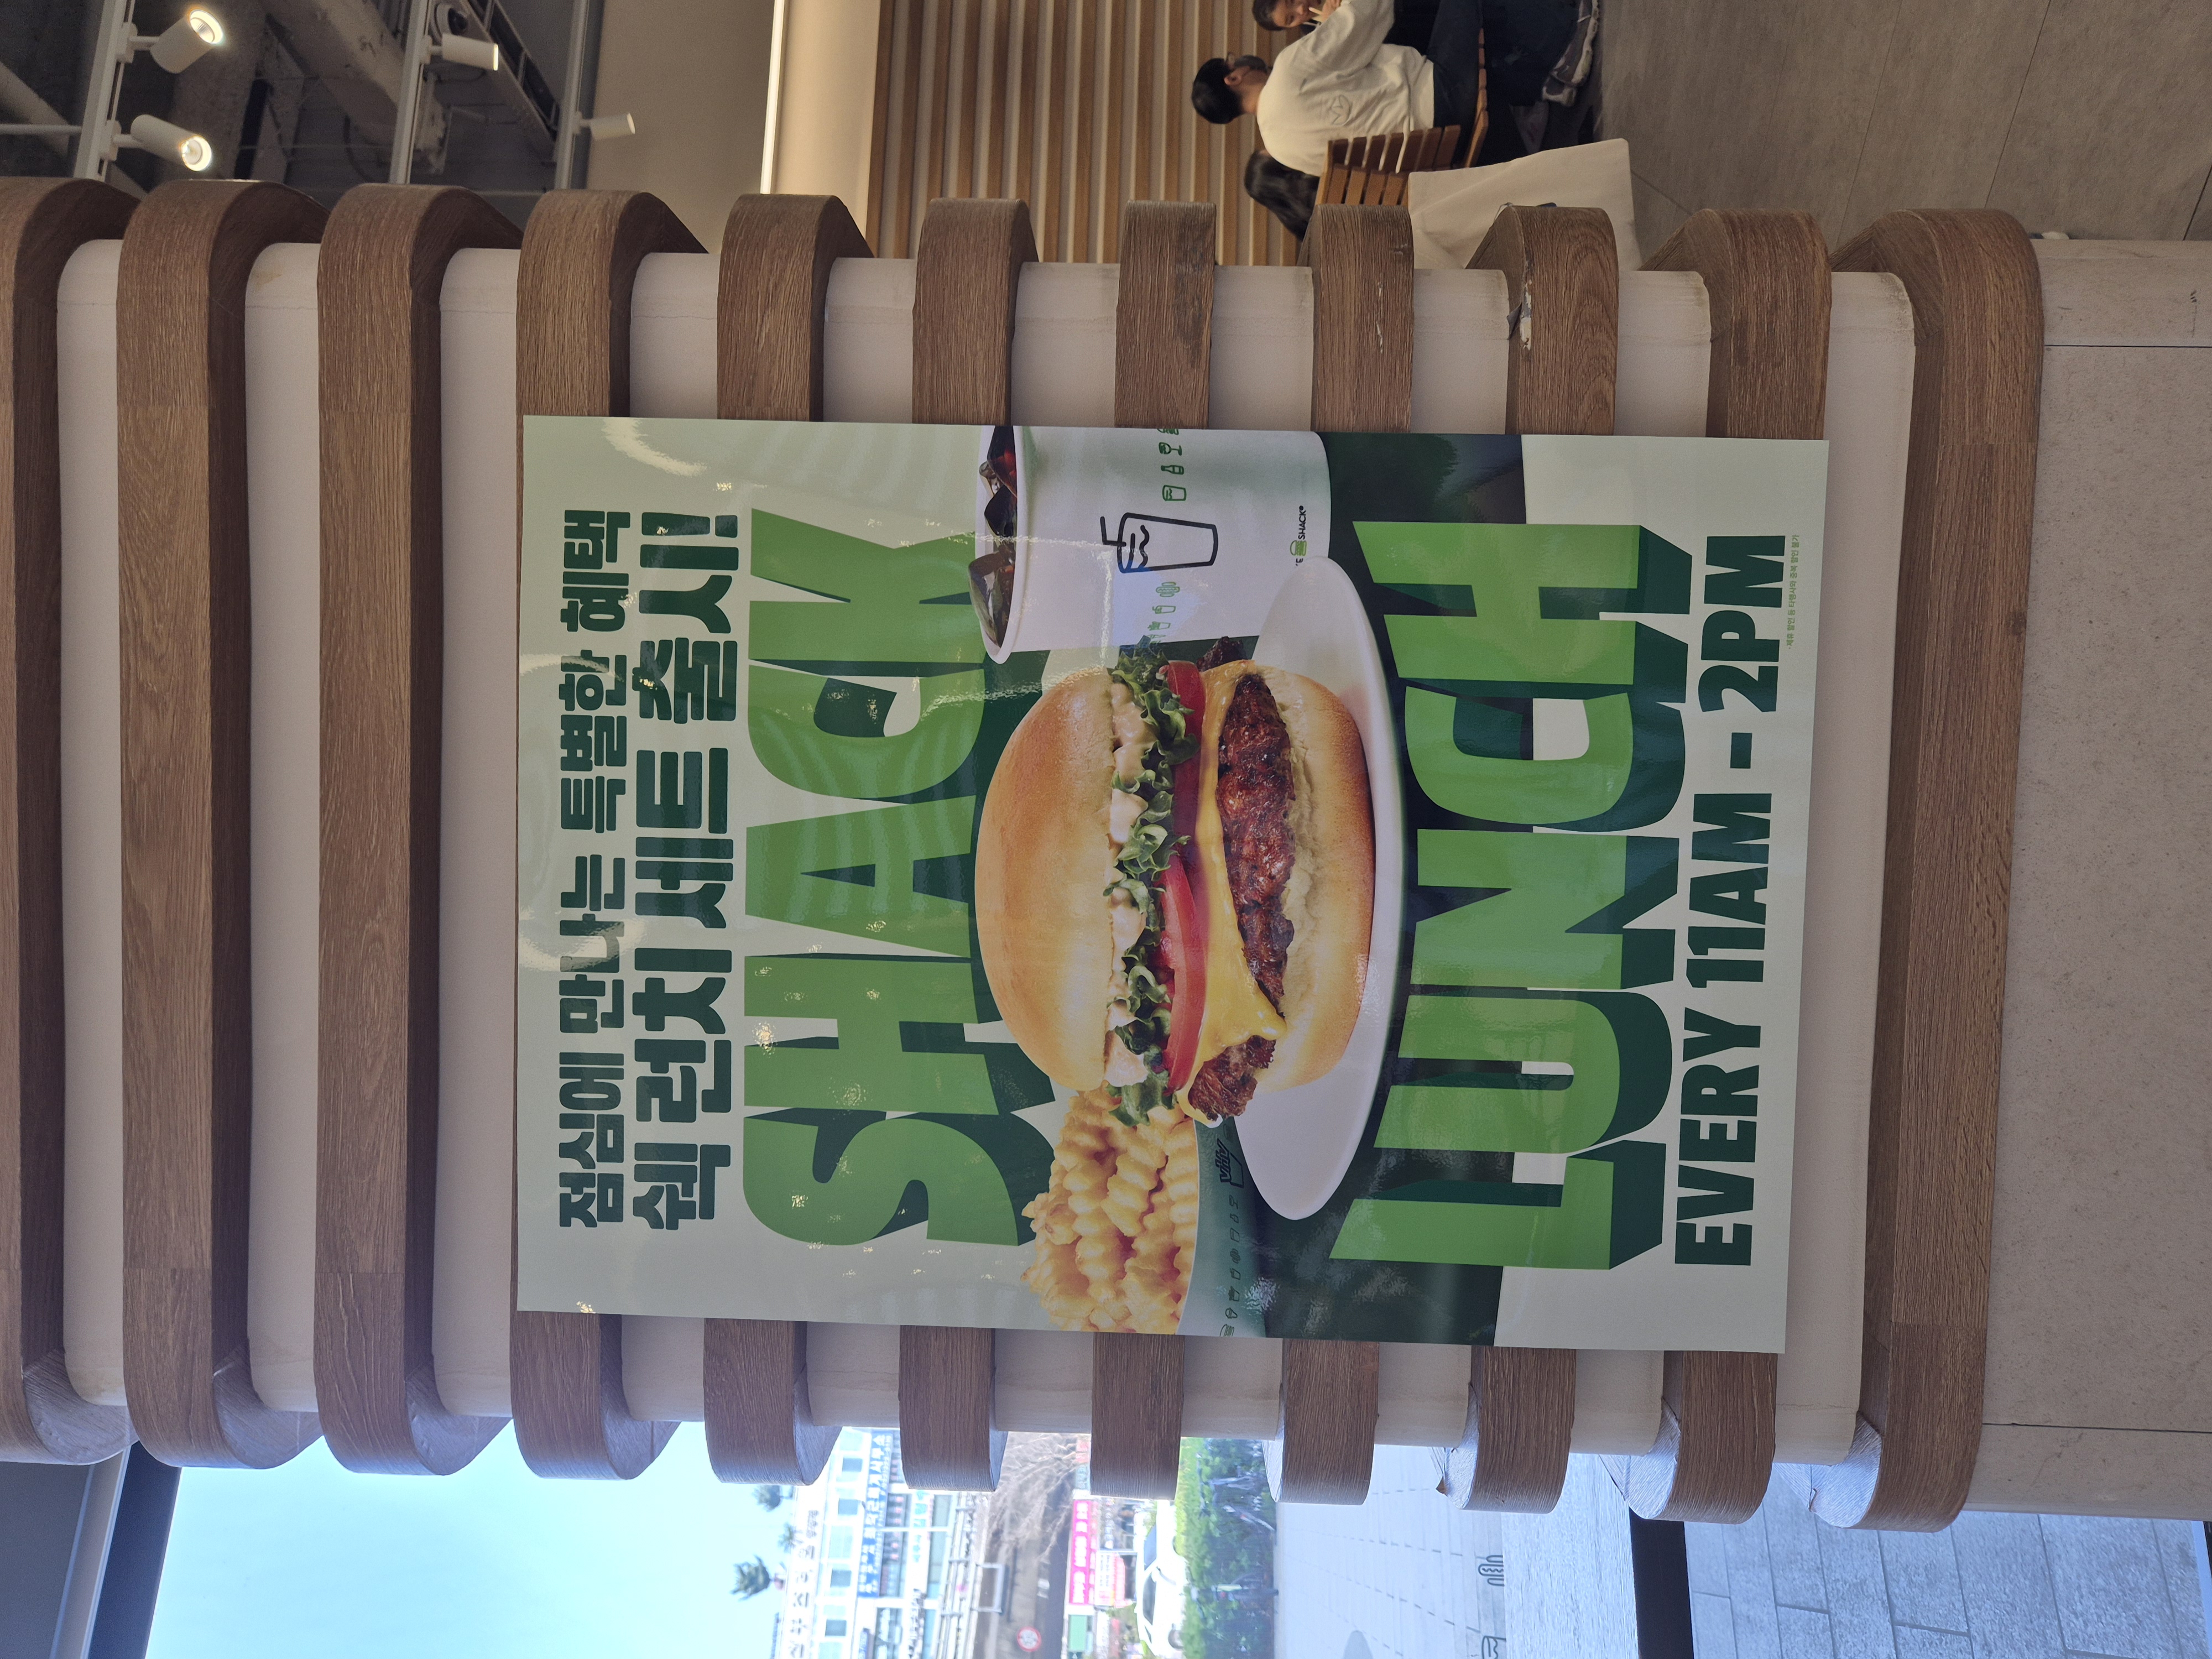 점심에 만나는 특별한 혜택
쉑 런치 세트 출시!
SHACK
SHACK
LUNCH
EVERY 11AM - 2PM